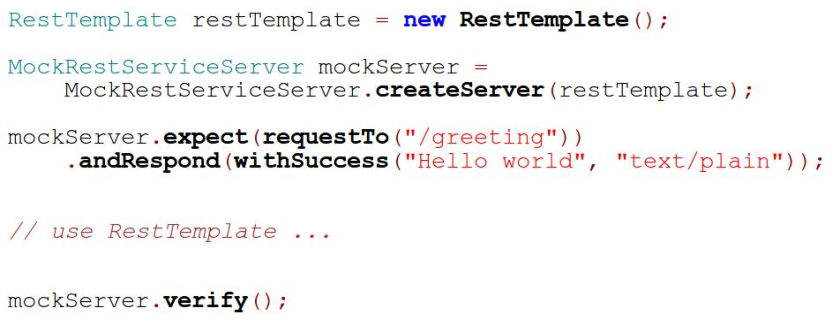 RestTemplate restTemplate = new RestTemplate();
MockRestServiceServer mockServer =
MockRestServiceServer.createServer(restTemplate);
mockServer.expect(requestTo("/greeting"))
.andRespond(withSuccess("Hello world", "text/plain"));
// use RestTemplate ...
mockServer.verify();